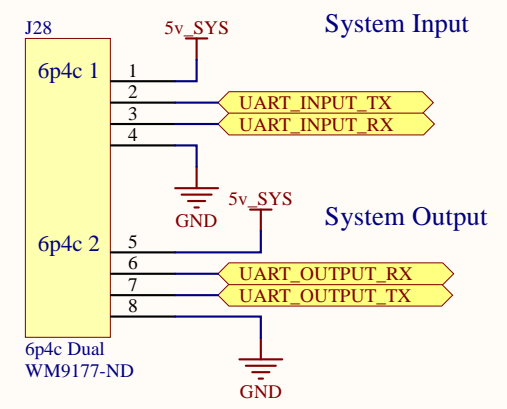 J28
5v_SYS
System Input
6p4c 1
1
2
UART_INPUT_TX
3
UART_INPUT_RX
4
GND
5v_SYS
System Output
6p4c 2
5
6
UART_OUTPUT_RX
7
UART_OUTPUT_TX
8
6p4c Dual
WM9177-ND
GND